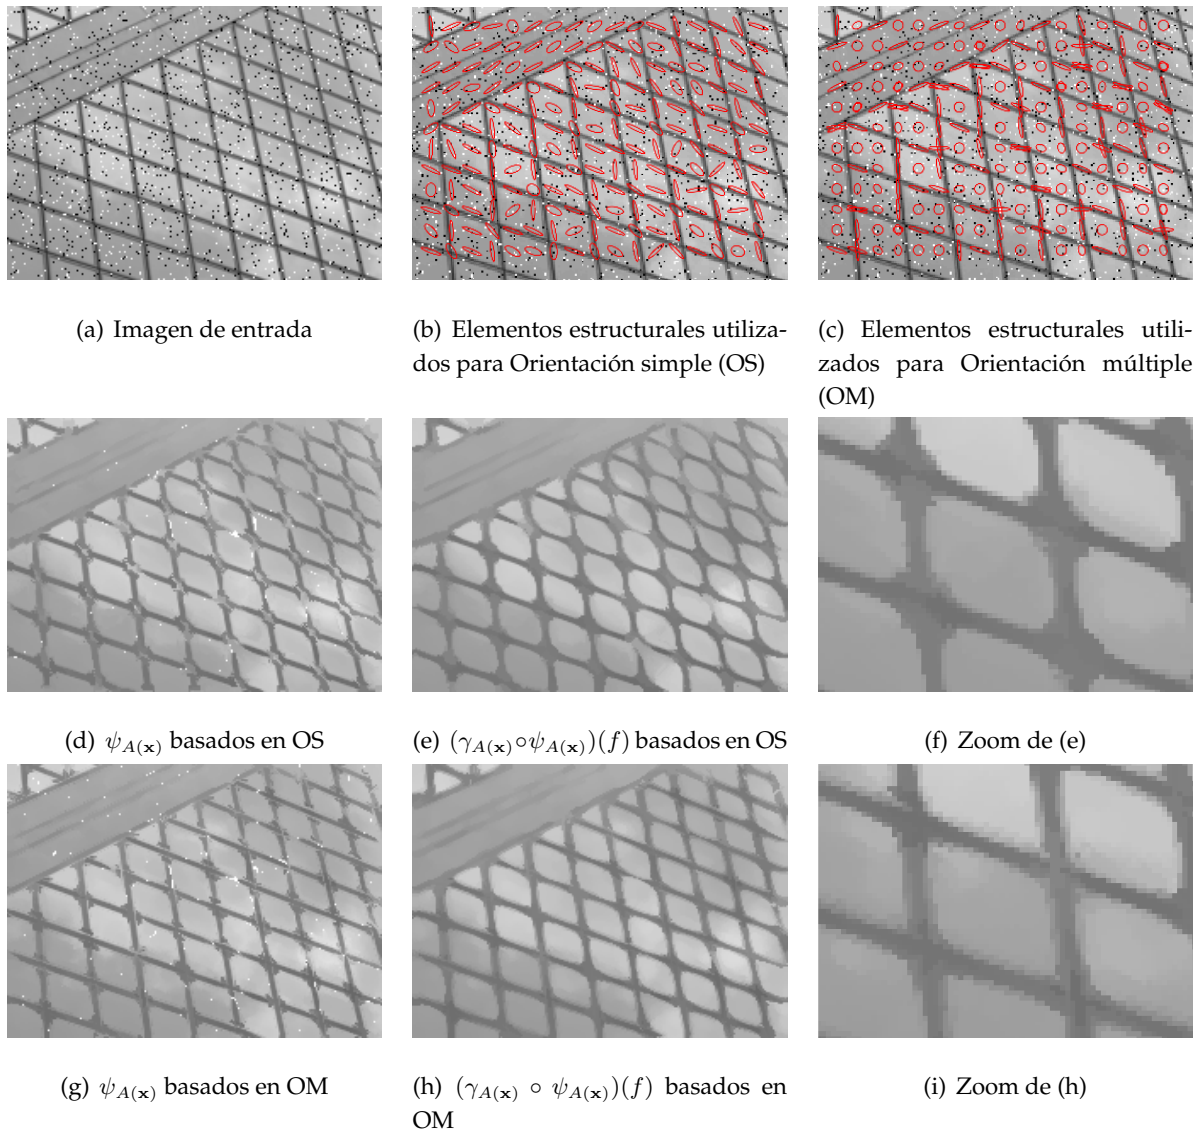 (a) Imagen de entrada
(b) Elementos estructurales utiliza-
dos para Orientación simple (OS)
(c) Elementos estructurales utili-
zados para Orientación múltiple
(OM)
(d) ψ_{A(𝐱)} basados en OS
(e) (γ_{A(𝐱)}∘ψ_{A(𝐱)})(f) basados en OS
(f) Zoom de (e)
(g) ψ_{A(𝐱)} basados en OM
(h) (γ_{A(𝐱)} ∘ ψ_{A(𝐱)})(f) basados en
OM
(i) Zoom de (h)